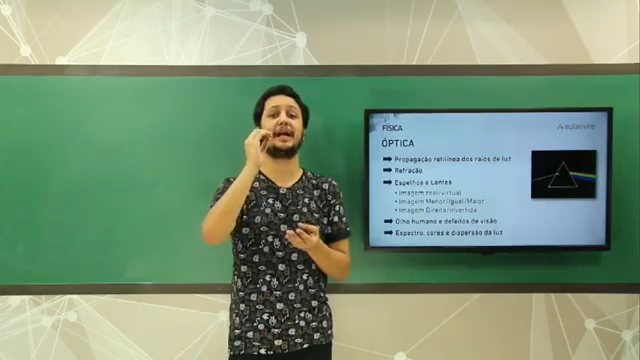 FÍSICA
aulalivre
ÓPTICA
Propagação retilínea dos raios de luz
Refração
Espelhos e Lentes
• Imagem real/virtual
• Imagem Menor/Igual/Maior
• Imagem Direita/Invertida
Olho humano e defeitos de visão
Espectro, cores e dispersão da luz